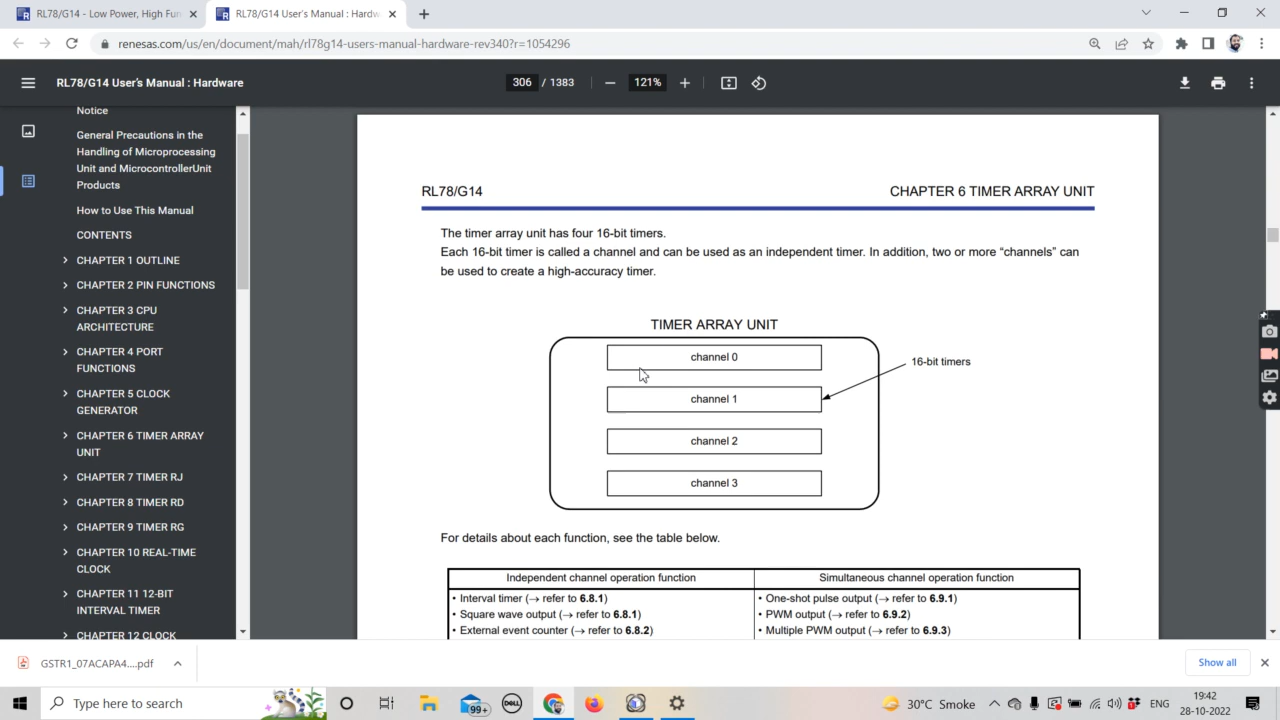 RL78/G14 - Low Power, High Fun
RL78/G14 User's Manual: Hardw
renesas.com/us/en/document/mah/rl78g14-users-manual-hardware-rev340?r=1054296
RL78/G14 User's Manual : Hardware
306 / 1383
121%
Notice
General Precautions in the
Handling of Microprocessing
Unit and MicrocontrollerUnit
Products
How to Use This Manual
CONTENTS
CHAPTER 1 OUTLINE
CHAPTER 2 PIN FUNCTIONS
CHAPTER 3 CPU
ARCHITECTURE
CHAPTER 4 PORT
FUNCTIONS
CHAPTER 5 CLOCK
GENERATOR
CHAPTER 6 TIMER ARRAY
UNIT
CHAPTER 7 TIMER RJ
CHAPTER 8 TIMER RD
CHAPTER 9 TIMER RG
CHAPTER 10 REAL-TIME
CLOCK
CHAPTER 11 12-BIT
INTERVAL TIMER
CHAPTER 12 CLOCK
RL78/G14
CHAPTER 6 TIMER ARRAY UNIT
The timer array unit has four 16-bit timers.
Each 16-bit timer is called a channel and can be used as an independent timer. In addition, two or more “channels” can
be used to create a high-accuracy timer.
TIMER ARRAY UNIT
channel 0
16-bit timers
channel 1
channel 2
channel 3
For details about each function, see the table below.
Independent channel operation function
Simultaneous channel operation function
• Interval timer (→ refer to 6.8.1)
• One-shot pulse output (→ refer to 6.9.1)
• Square wave output (→ refer to 6.8.1)
• PWM output (→ refer to 6.9.2)
• External event counter (→ refer to 6.8.2)
• Multiple PWM output (→ refer to 6.9.3)
GSTR1_07ACAPA4....pdf
Show all
Type here to search
99+
DELL
30°C Smoke
ENG
19:42
28-10-2022